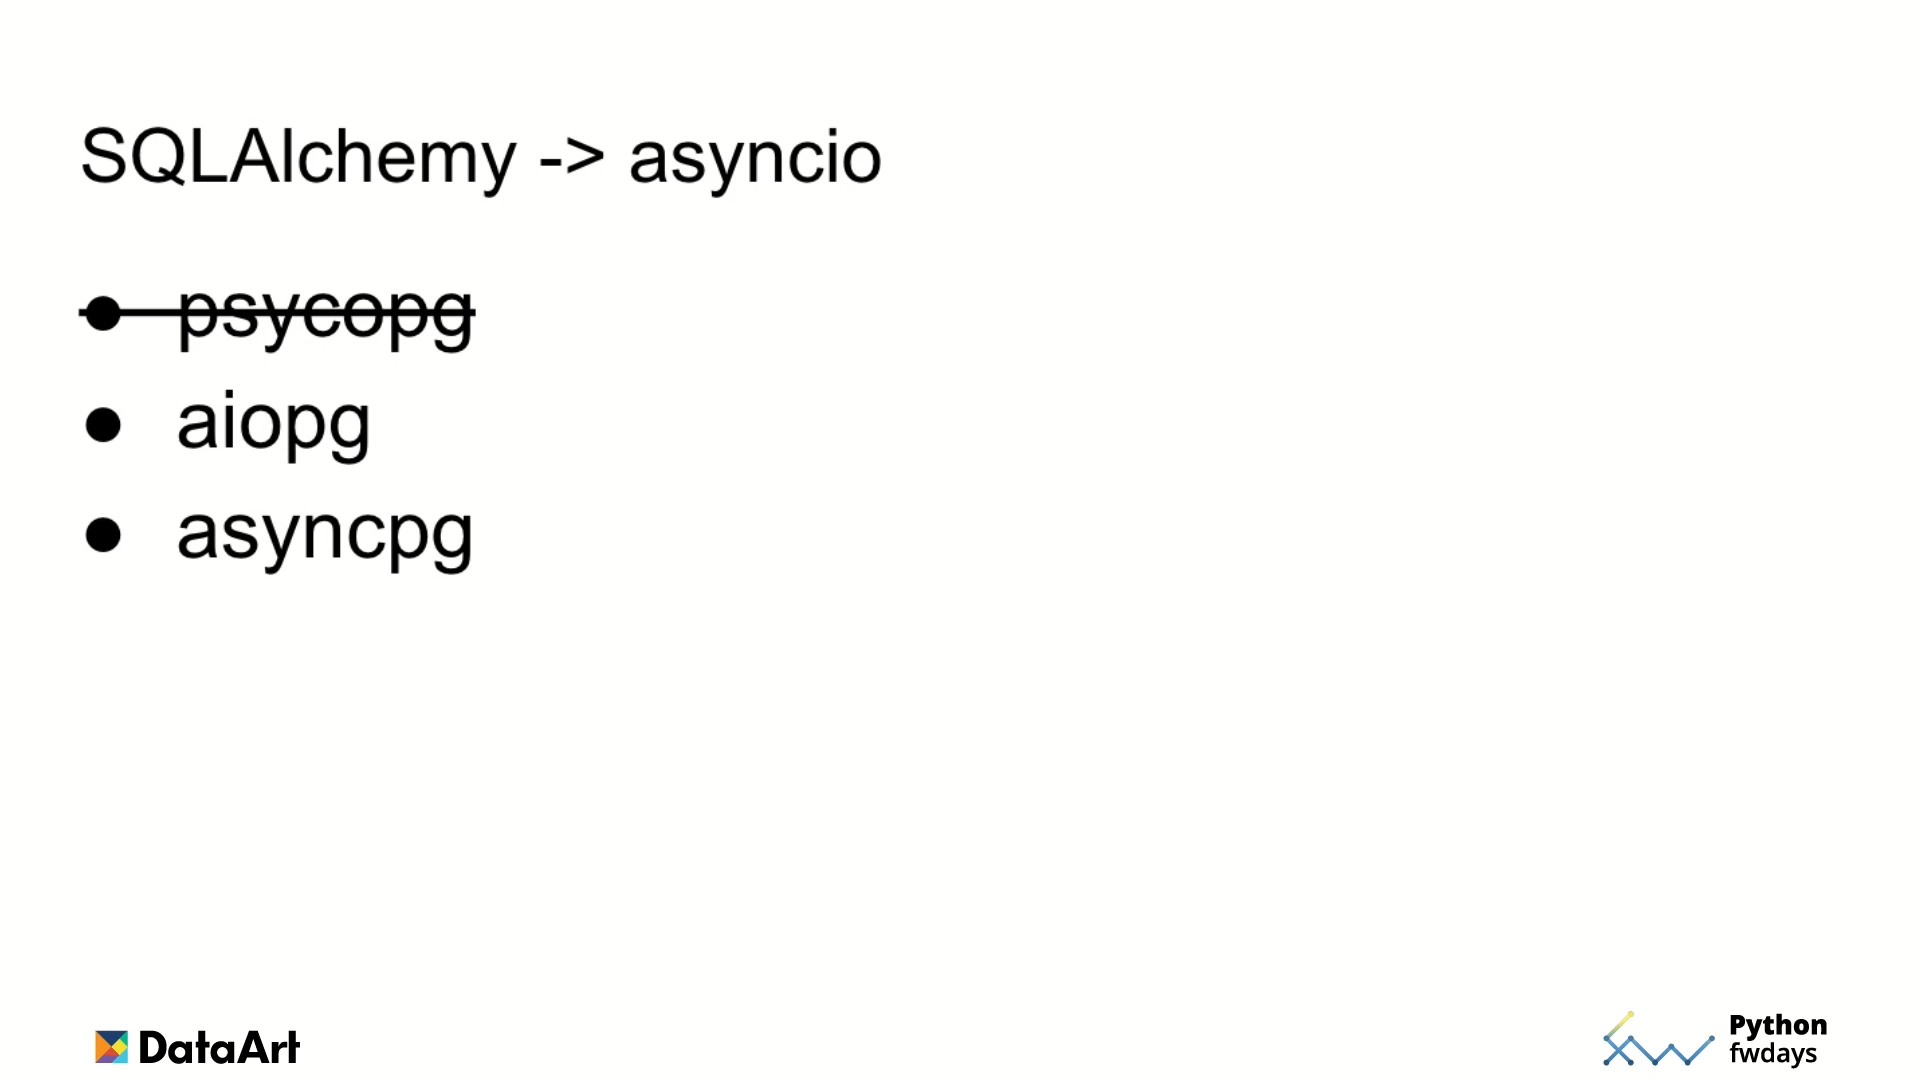 SQLAlchemy -> asyncio
● psycopg
● aiopg
● asyncpg
DataArt
Python
fwdays